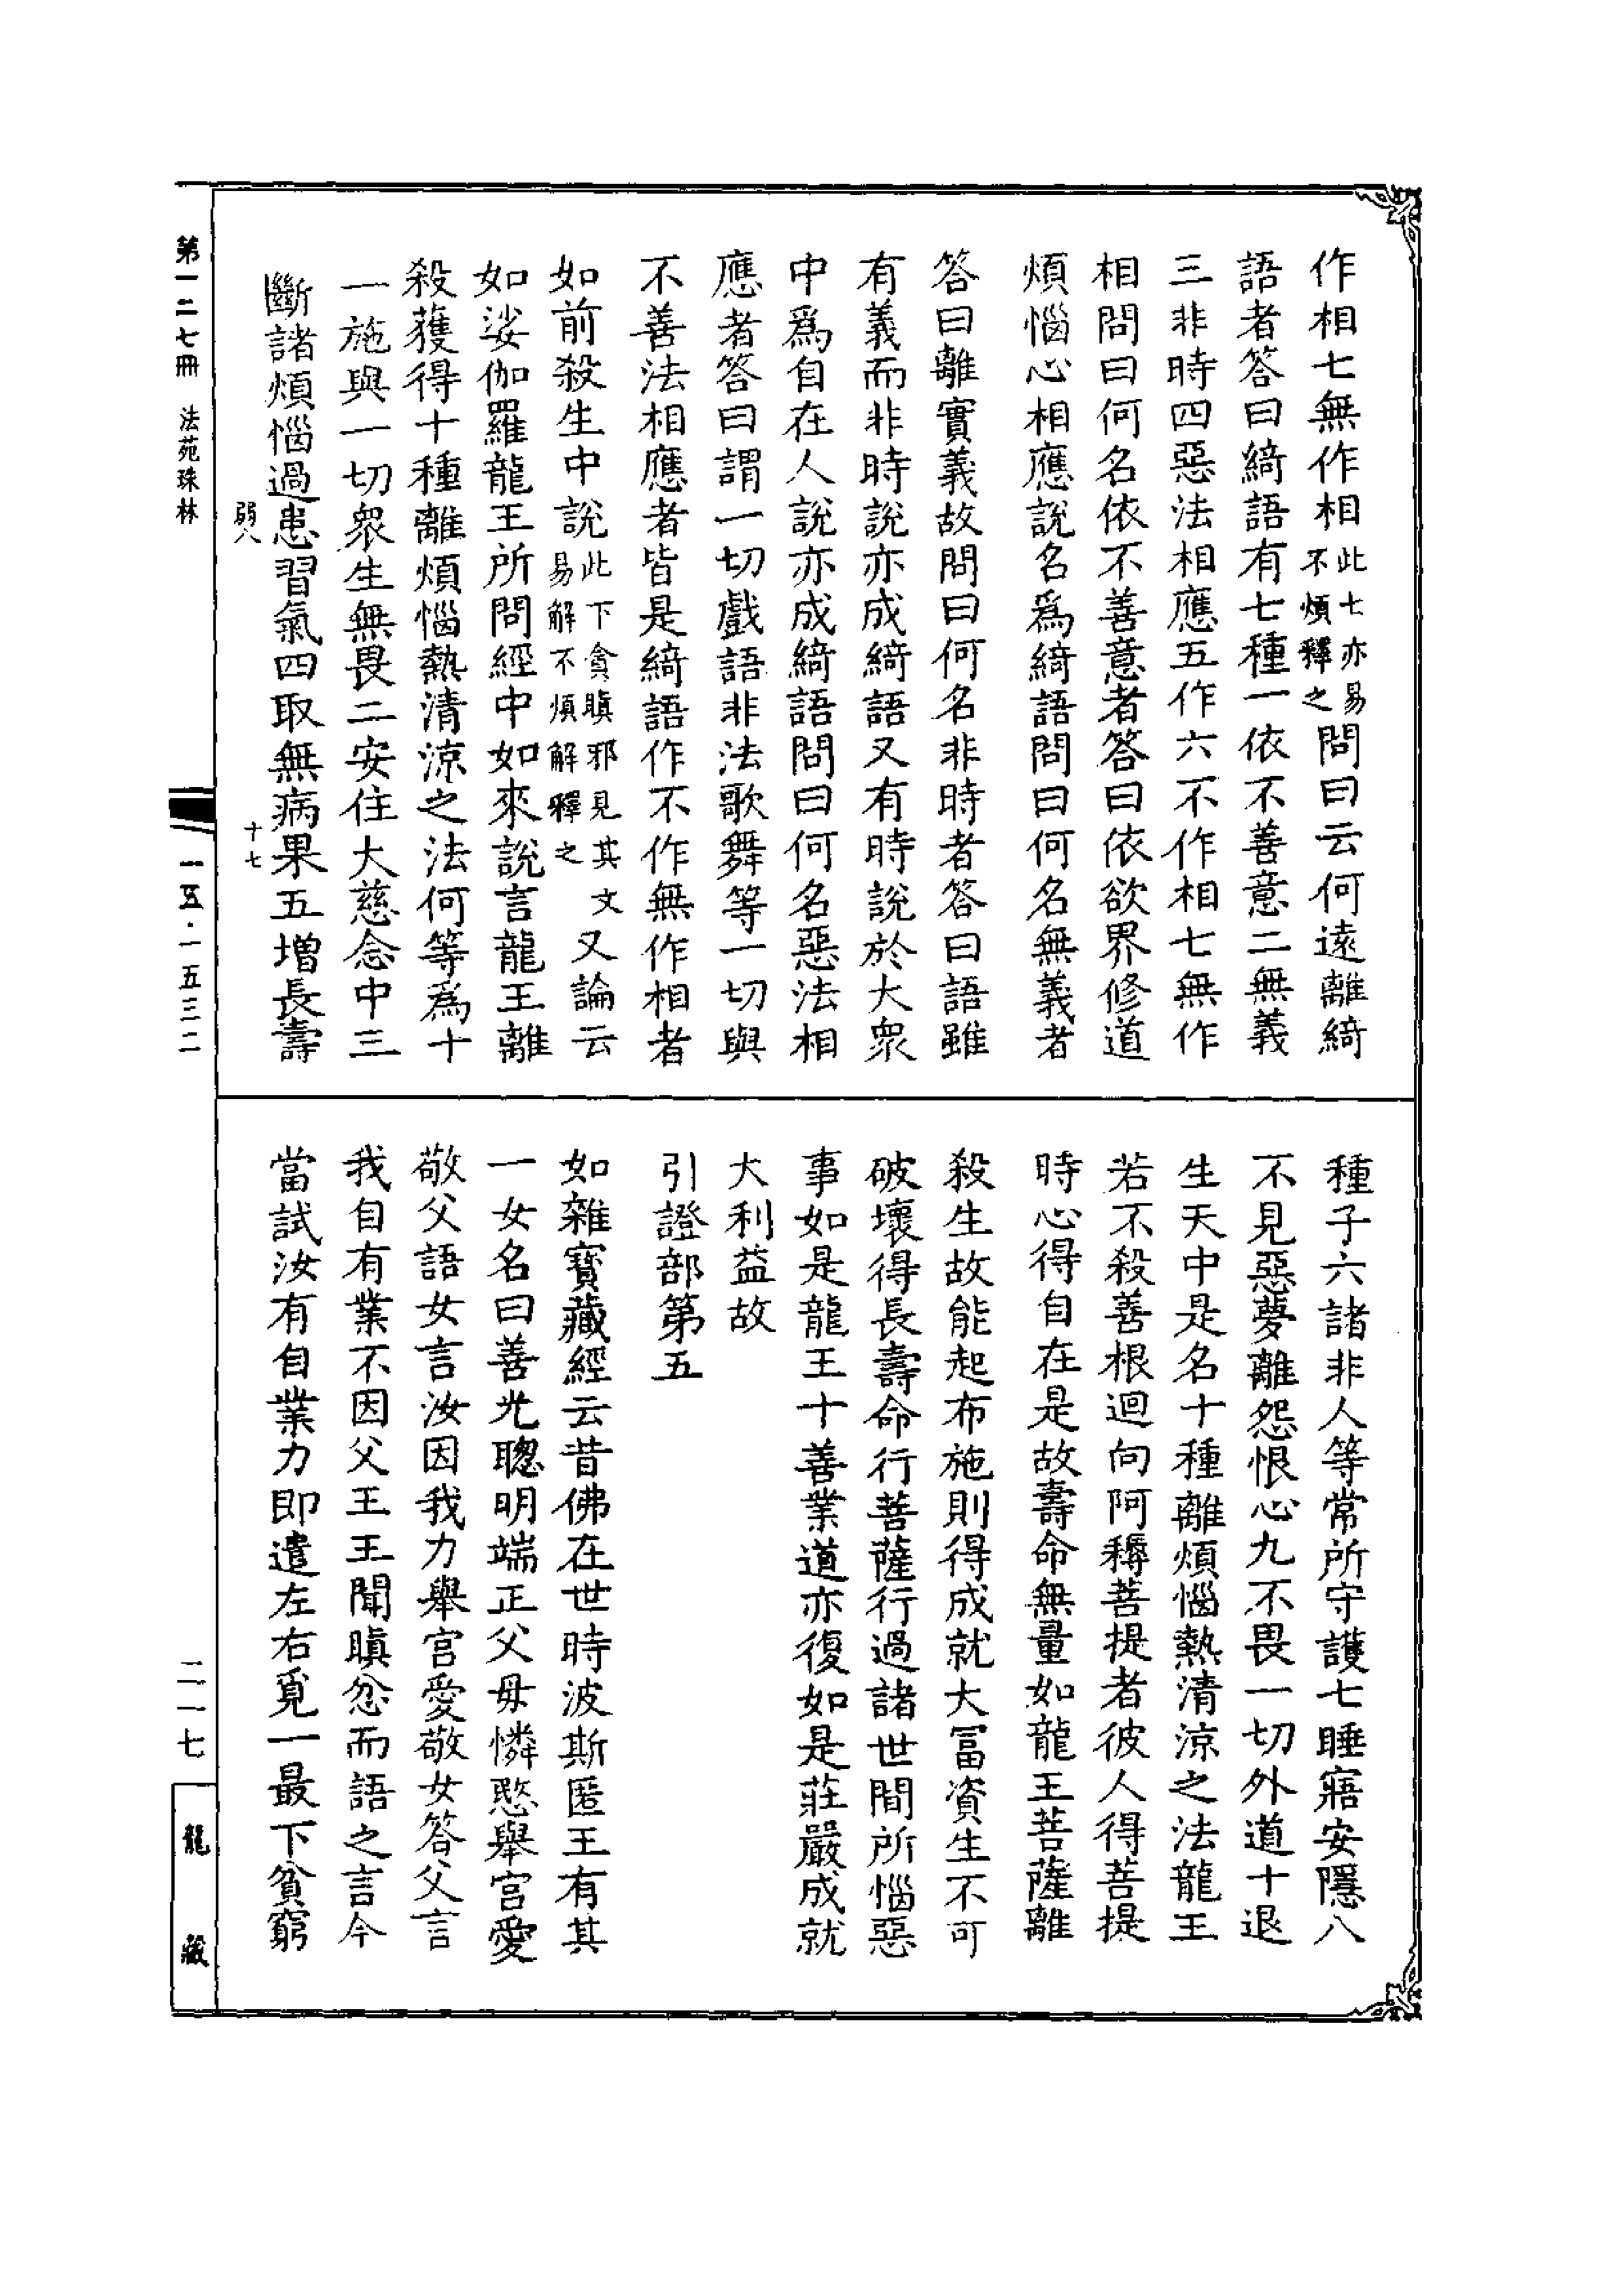 作相七無作相此七亦易不煩釋之問曰云何遠離綺
語者答曰綺語有七種一依不善意二無義
三非時四惡法相應五作六不作相七無作
相問曰何名依不善意者答曰依欲界修道
煩惱心相應說名為綺語問曰何名無義者
答曰離實義故問曰何名非時者答曰語雖
有義而非時說亦成綺語又有時說於大眾
中為自在人說亦成綺語問曰何名惡法相
應者答曰謂一切戲語非法歌舞等一切與
不善法相應者皆是綺語作不作無作相者
如前殺生中說此下貪瞋邪見其文易解不煩解釋之又論云
如娑伽羅龍王所問經中如來說言龍王離
殺獲得十種離煩惱熱清涼之法何等為十
一施與一切眾生無畏二安住大慈念中三
斷諸煩惱過患習氣四取無病果五增長壽
弱八
十七
種子六諸非人等常所守護七睡寤安隱八
不見惡夢離怨恨心九不畏一切外道十退
生天中是名十種離煩惱熱清涼之法龍王
若不殺善根迴向阿耨菩提者彼人得菩提
時心得自在是故壽命無量如龍王菩薩離
殺生故能起布施則得成就大富資生不可
破壞得長壽命行菩薩行過諸世間所惱惡
事如是龍王十善業道亦復如是莊嚴成就
大利益故
引證部第五
如雜寶藏經云昔佛在世時波斯匿王有其
一女名曰善光聰明端正父母憐愍舉宮愛
敬父語女言汝因我力舉宮愛敬女答父言
我自有業不因父王王聞瞋忿而語之言今
當試汝有自業力即遣左右覓一最下貧窮
第一二七冊 法苑珠林
一五·一五三二
二一七
龍藏